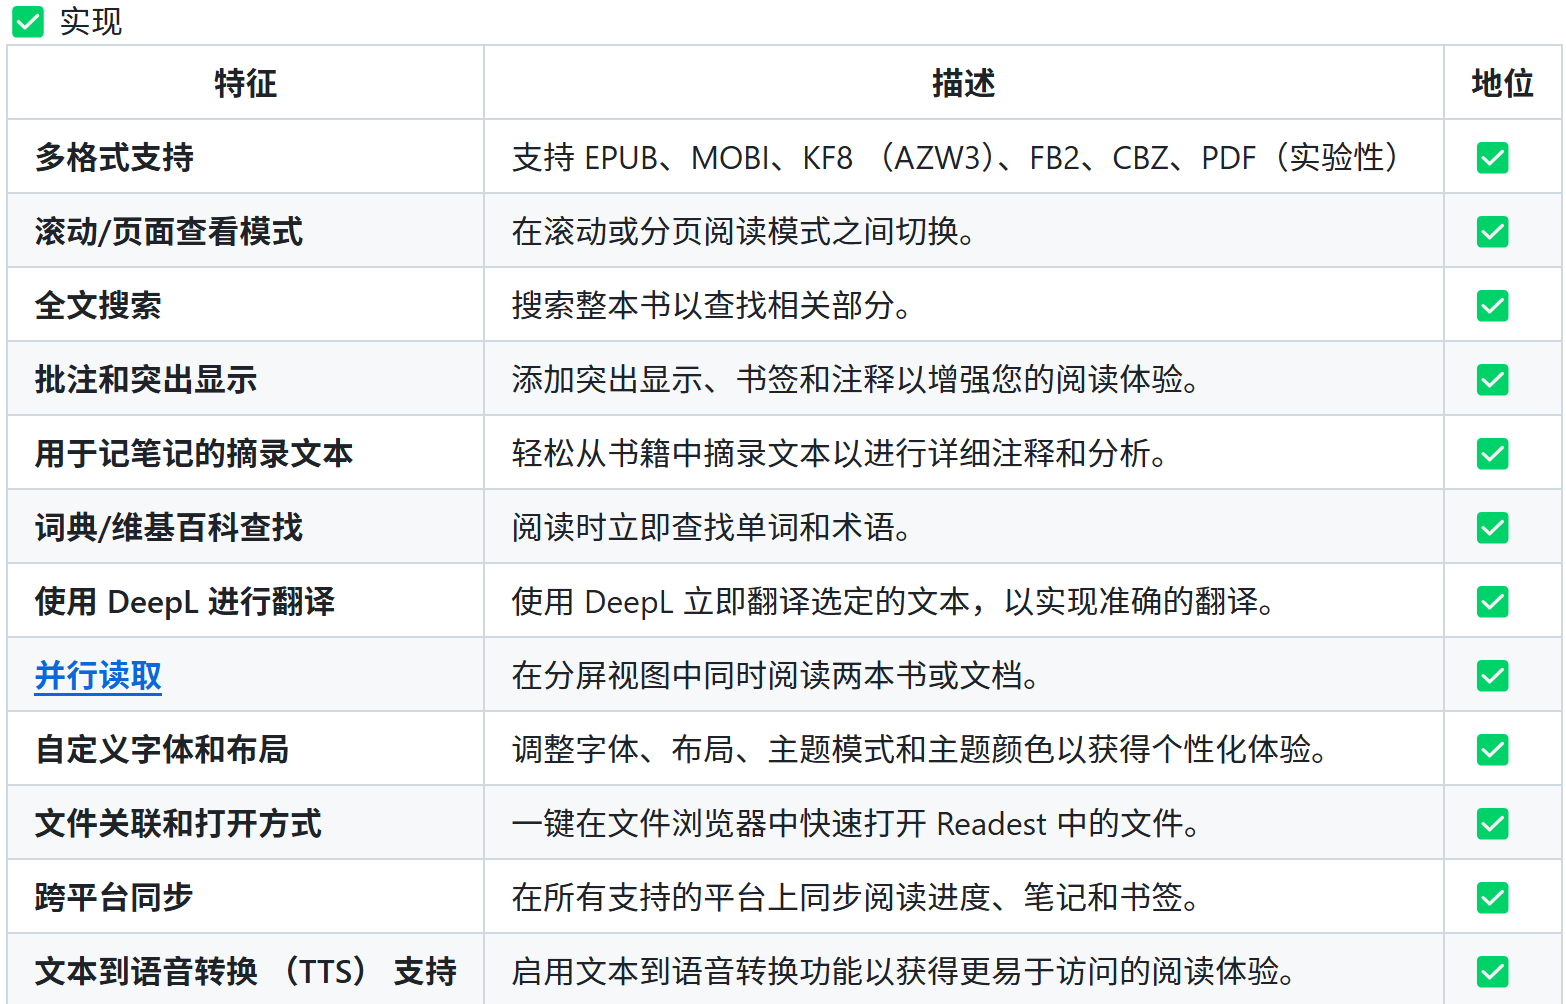 ✅ 实现
特征 描述 地位
多格式支持 支持 EPUB、MOBI、KF8 （AZW3）、FB2、CBZ、PDF（实验性） ✅
滚动/页面查看模式 在滚动或分页阅读模式之间切换。 ✅
全文搜索 搜索整本书以查找相关部分。 ✅
批注和突出显示 添加突出显示、书签和注释以增强您的阅读体验。 ✅
用于记笔记的摘录文本 轻松从书籍中摘录文本以进行详细注释和分析。 ✅
词典/维基百科查找 阅读时立即查找单词和术语。 ✅
使用 DeepL 进行翻译 使用 DeepL 立即翻译选定的文本，以实现准确的翻译。 ✅
并行读取 在分屏视图中同时阅读两本书或文档。 ✅
自定义字体和布局 调整字体、布局、主题模式和主题颜色以获得个性化体验。 ✅
文件关联和打开方式 一键在文件浏览器中快速打开 Readest 中的文件。 ✅
跨平台同步 在所有支持的平台上同步阅读进度、笔记和书签。 ✅
文本到语音转换 （TTS） 支持 启用文本到语音转换功能以获得更易于访问的阅读体验。 ✅